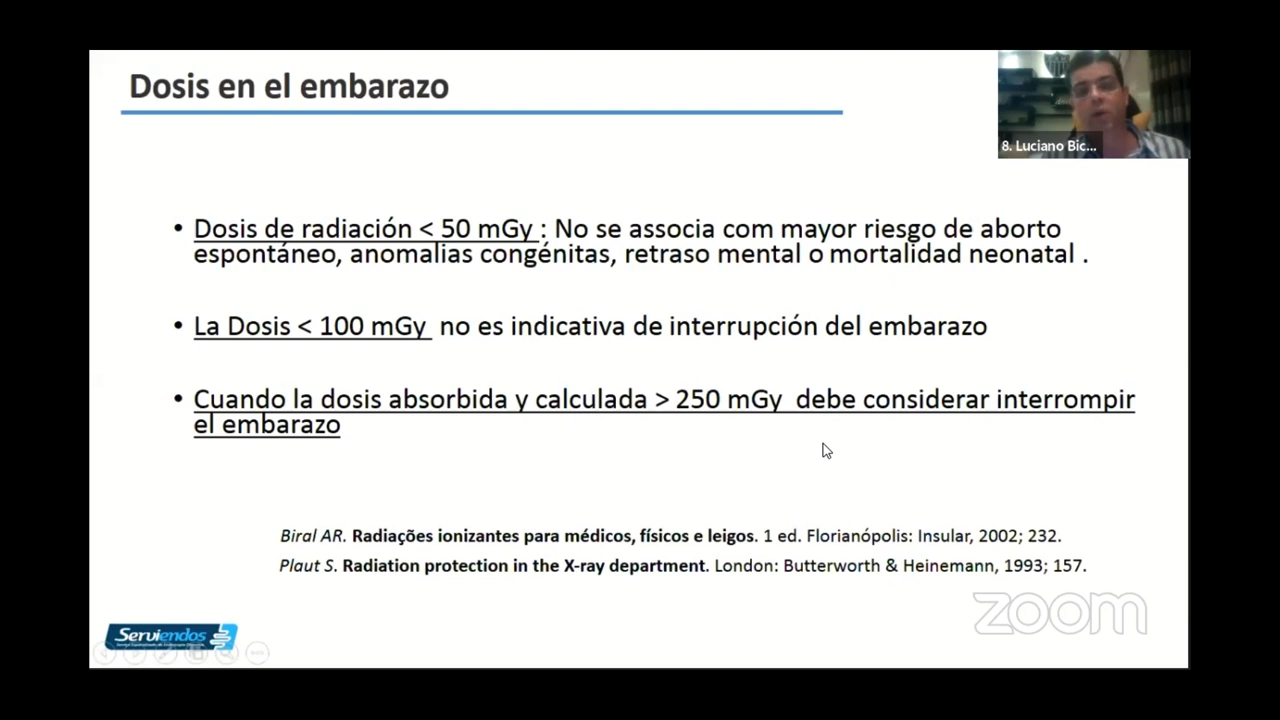 Dosis en el embarazo
8. Luciano Bic...
• Dosis de radiación < 50 mGy : No se associa com mayor riesgo de aborto
espontáneo, anomalias congénitas, retraso mental o mortalidad neonatal .
• La Dosis < 100 mGy no es indicativa de interrupción del embarazo
• Cuando la dosis absorbida y calculada > 250 mGy debe considerar interrompir
el embarazo
Biral AR. Radiações ionizantes para médicos, físicos e leigos. 1 ed. Florianópolis: Insular, 2002; 232.
Plaut S. Radiation protection in the X-ray department. London: Butterworth & Heinemann, 1993; 157.
zoom
Serviendos